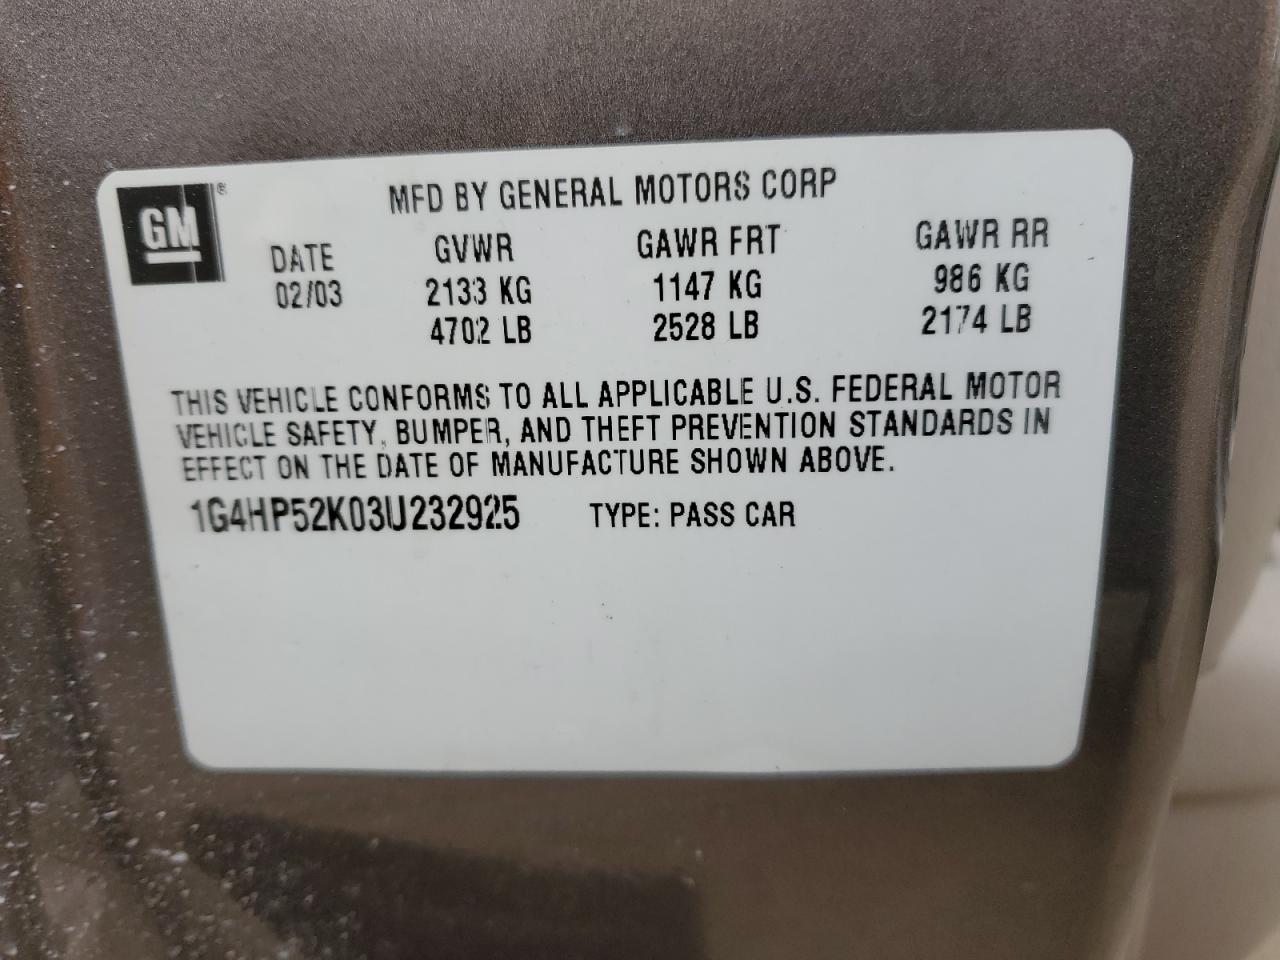 GM®
MFD BY GENERAL MOTORS CORP
DATE GVWR GAWR FRT GAWR RR
02/03 2133 KG 1147 KG 986 KG
4702 LB 2528 LB 2174 LB
THIS VEHICLE CONFORMS TO ALL APPLICABLE U.S. FEDERAL MOTOR
VEHICLE SAFETY, BUMPER, AND THEFT PREVENTION STANDARDS IN
EFFECT ON THE DATE OF MANUFACTURE SHOWN ABOVE.
1G4HP52K03U232925 TYPE: PASS CAR